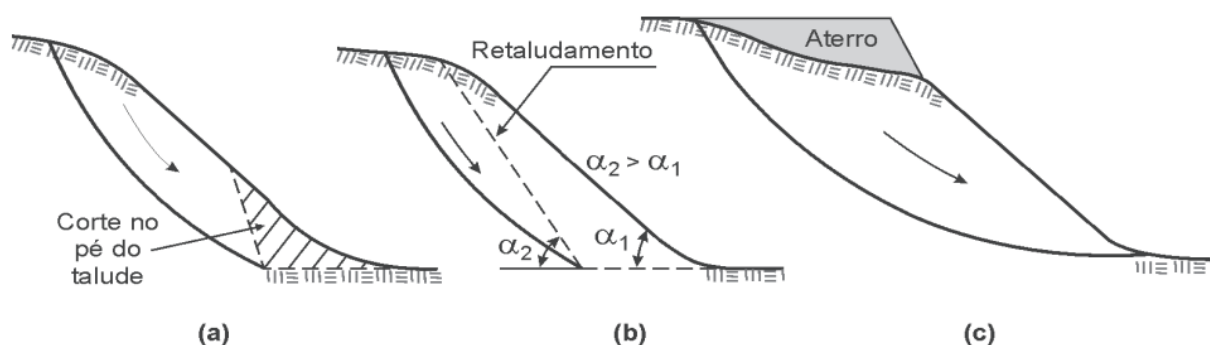 Retaludamento
Aterro
Corte no
pé do
talude
α₂ > α₁
α₂
α₁
(a)
(b)
(c)